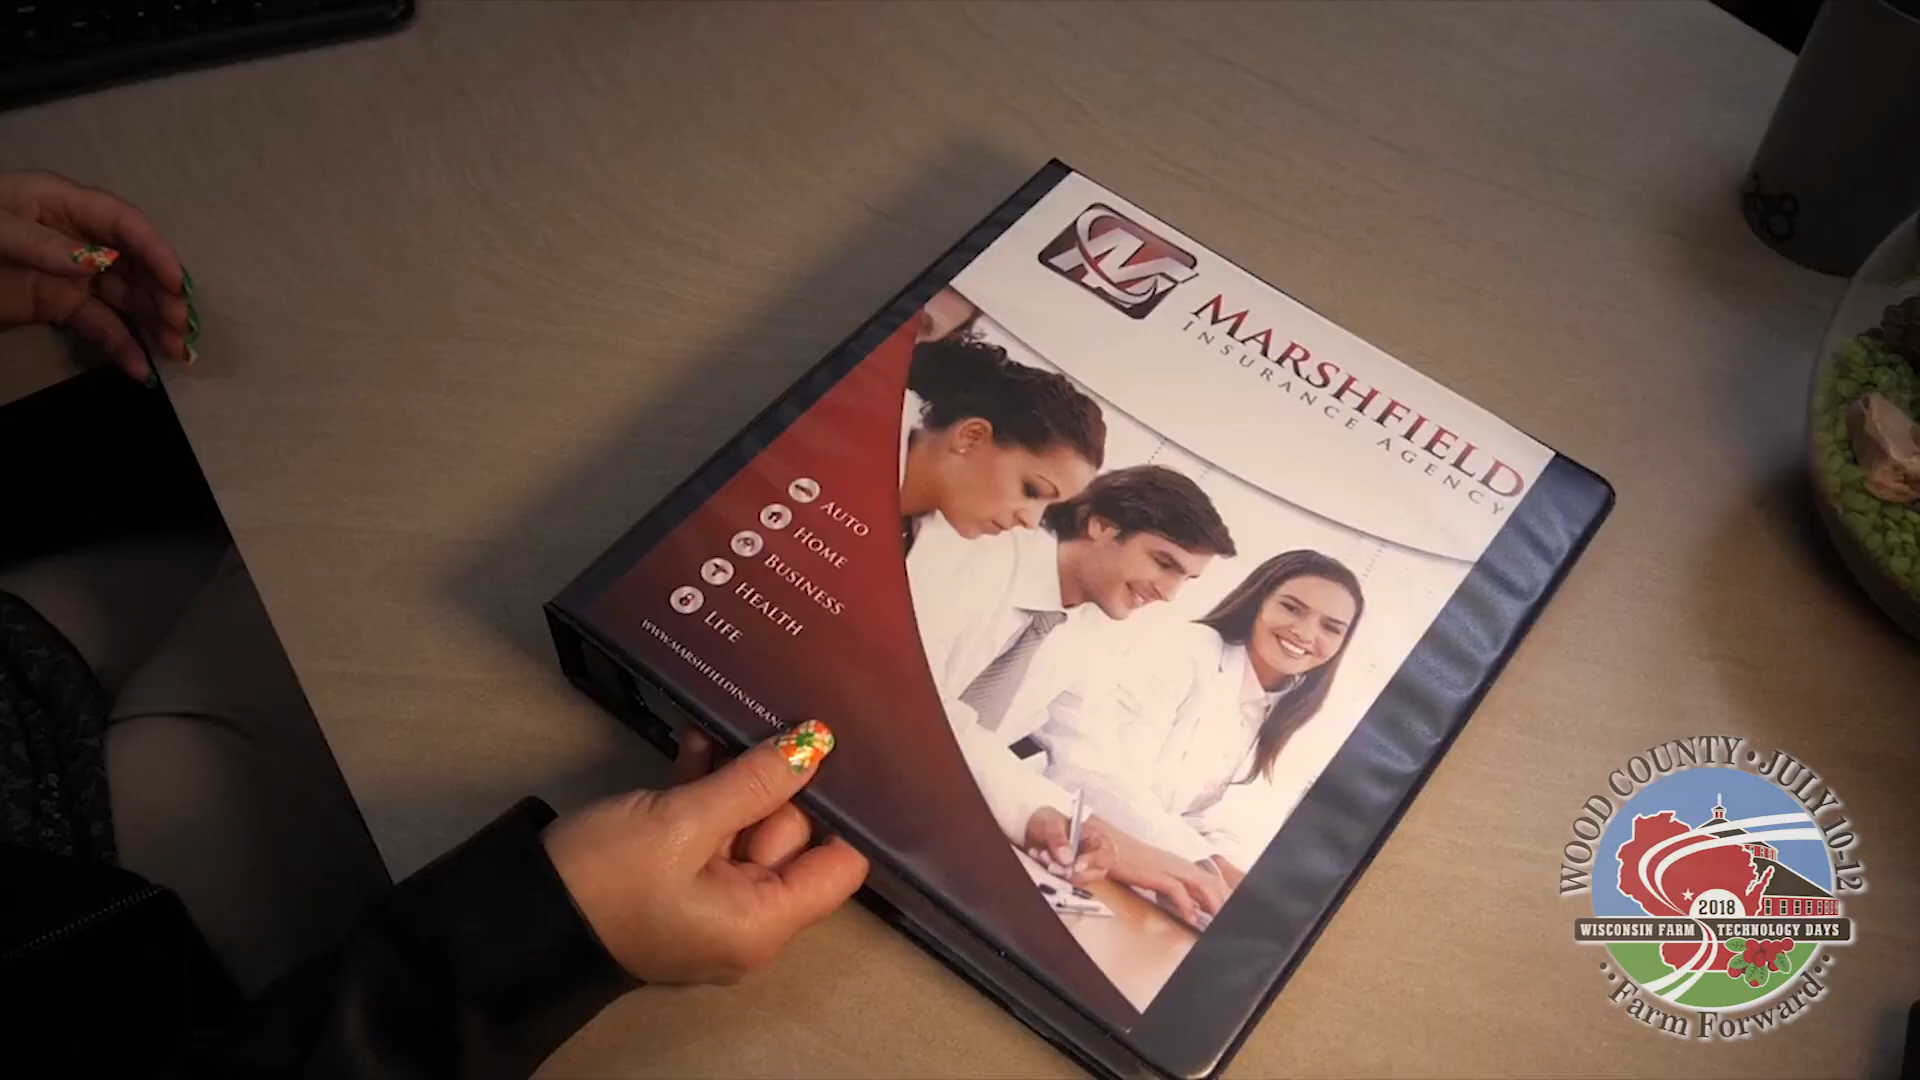 MARSHFIELD
INSURANCE AGENCY
AUTO
HOME
BUSINESS
HEALTH
LIFE
WOOD COUNTY • JULY 10-12
2018
WISCONSIN FARM TECHNOLOGY DAYS
Farm Forward